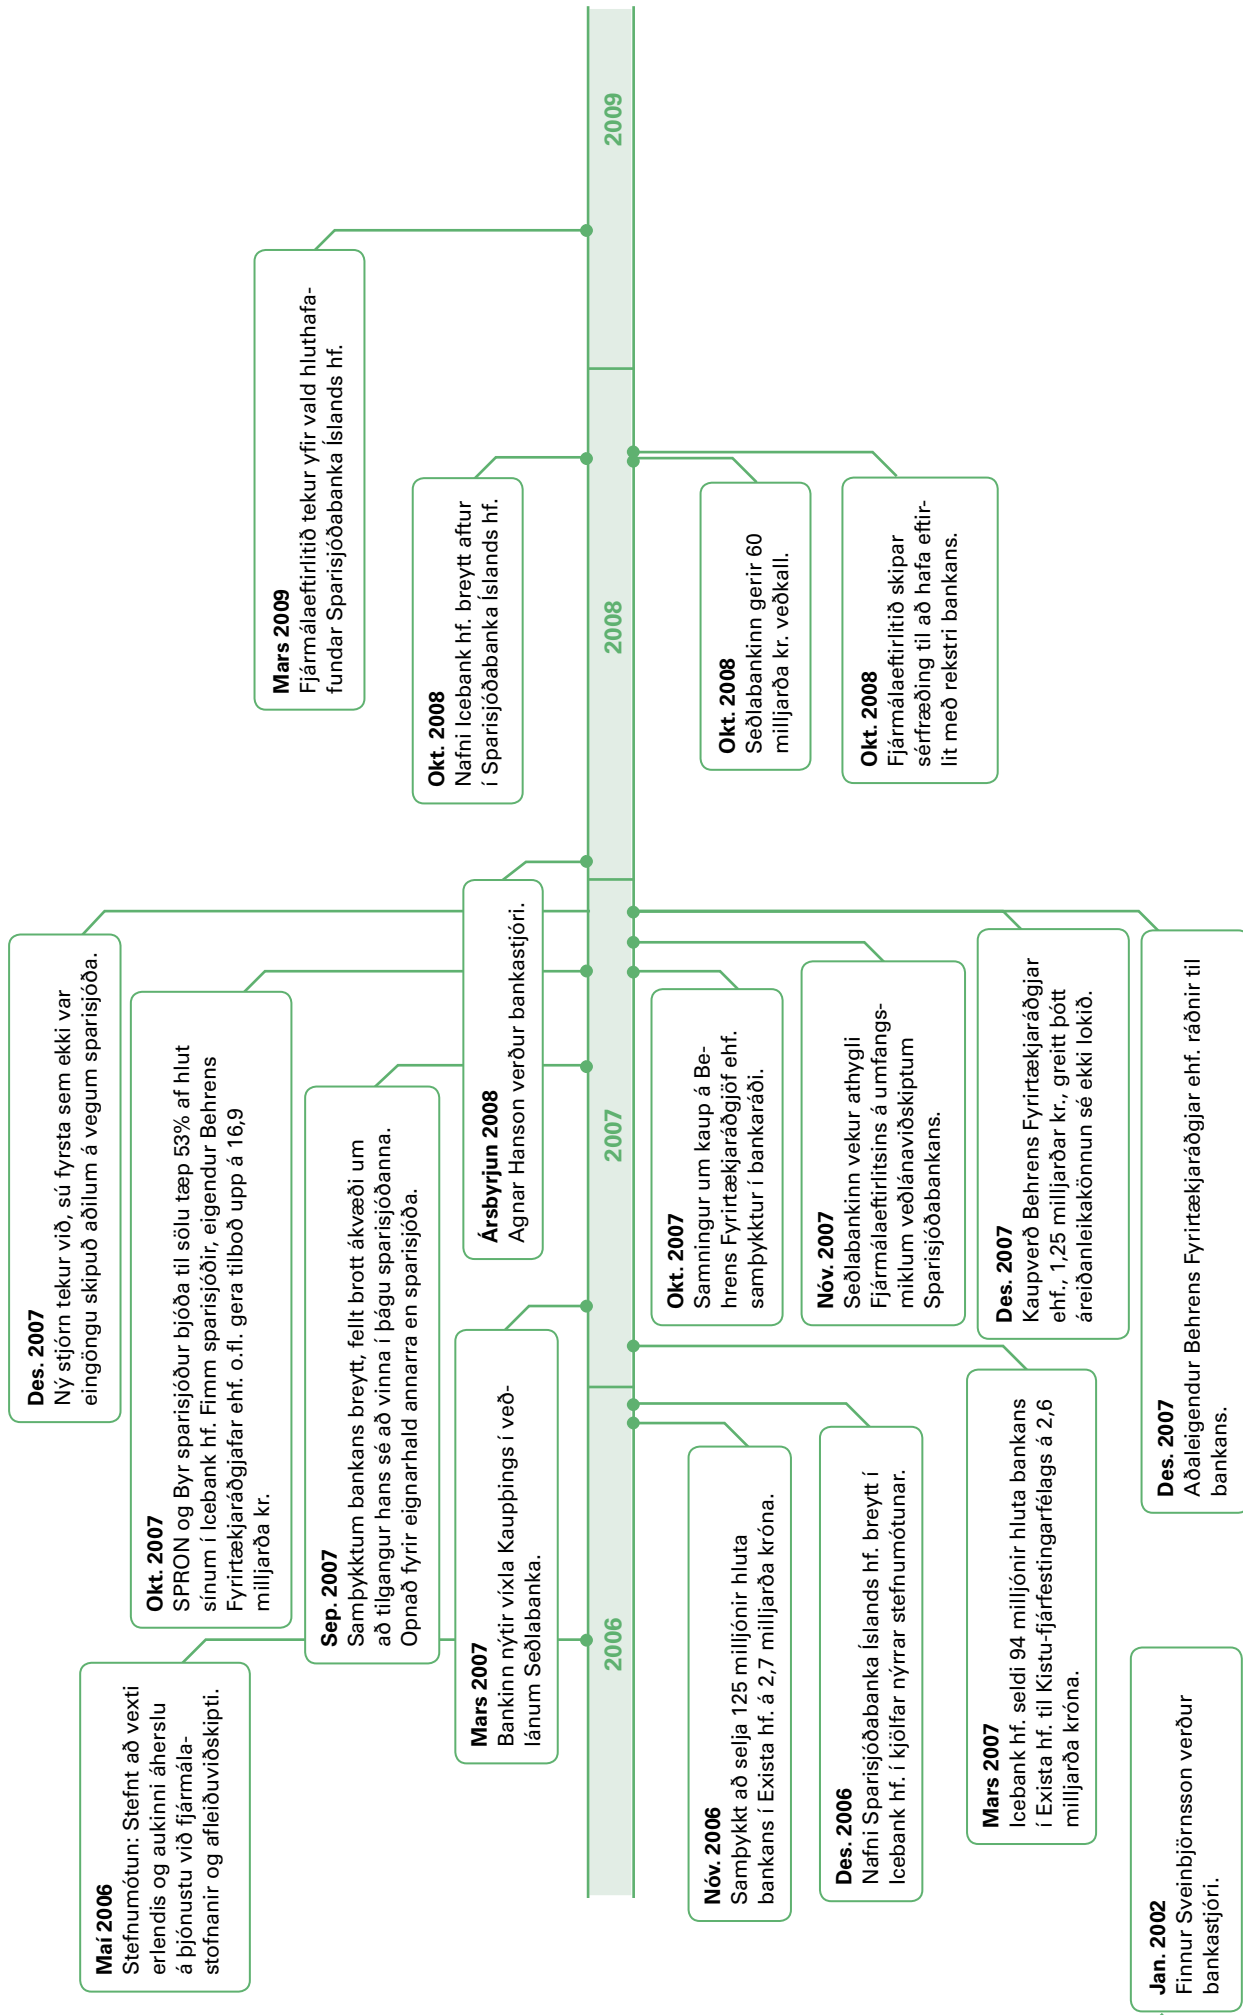 Maí 2006
Stefnumótun: Stefnt að vexti
erlendis og aukinni áherslu
á þjónustu við fjármála-
stofnanir og afleiðuviðskipti.
Des. 2007
Ný stjórn tekur við, sú fyrsta sem ekki var
eingöngu skipuð aðilum á vegum sparisjóða.
Okt. 2007
SPRON og Byr sparisjóður bjóða til sölu tæp 53% af hlut
sínum í Icebank hf. Fimm sparisjóðir, eigendur Behrens
Fyrirtækjaráðgjafar ehf. o.fl. gera tilboð upp á 16,9
milljarða kr.
Sep. 2007
Samþykktum bankans breytt, fellt brott ákvæði um
að tilgangur hans sé að vinna í þágu sparisjóðanna.
Opnað fyrir eignarhald annarra en sparisjóða.
Mars 2007
Bankinn nýtir víxla Kaupþings í veð-
lánum Seðlabanka.
Ársbyrjun 2008
Agnar Hanson verður bankastjóri.
Mars 2009
Fjármálaeftirlitið tekur yfir vald hluthafa-
fundar Sparisjóðabanka Íslands hf.
Okt. 2008
Nafni Icebank hf. breytt aftur
í Sparisjóðabanka Íslands hf.
2006
2007
2008
2009
Nóv. 2006
Samþykkt að selja 125 milljónir hluta
bankans í Exista hf. á 2,7 milljarða króna.
Des. 2006
Nafni Sparisjóðabanka Íslands hf. breytt í
Icebank hf. í kjölfar nýrrar stefnumótunar.
Mars 2007
Icebank hf. seldi 94 milljónir hluta bankans
í Exista hf. til Kistu-fjárfestingarfélags á 2,6
milljarða króna.
Okt. 2007
Samningur um kaup á Be-
hrens Fyrirtækjaráðgjöf ehf.
samþykktur í bankaráði.
Nóv. 2007
Seðlabankinn vekur athygli
Fjármálaeftirlitsins á umfangs-
miklum veðlánaviðskiptum
Sparisjóðabankans.
Des. 2007
Kaupverð Behrens Fyrirtækjaráðgjar
ehf., 1,25 milljarðar kr., greitt þótt
áreiðanleikakönnun sé ekki lokið.
Des. 2007
Aðaleigendur Behrens Fyrirtækjaráðgjar ehf. ráðnir til
bankans.
Okt. 2008
Seðlabankinn gerir 60
milljarða kr. veðkall.
Okt. 2008
Fjármálaeftirlitið skipar
sérfræðing til að hafa eftir-
lit með rekstri bankans.
Jan. 2002
Finnur Sveinbjörnsson verður
bankastjóri.